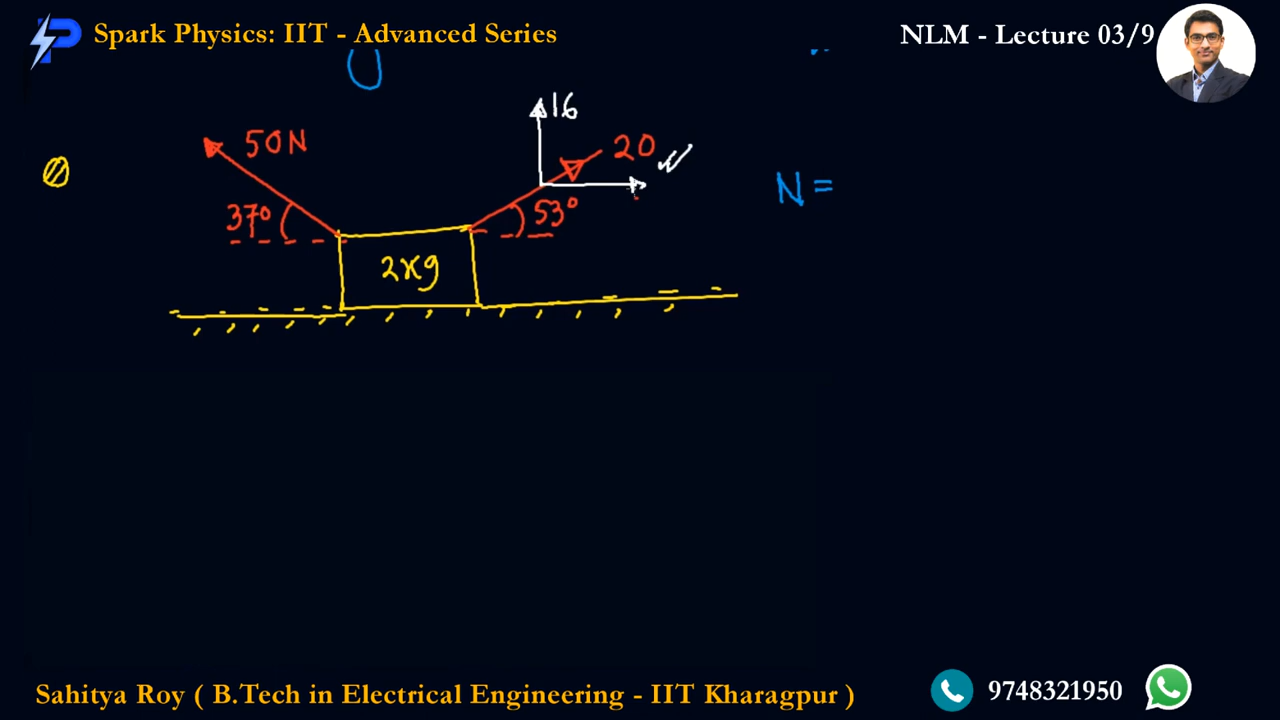 Spark Physics: IIT - Advanced Series
NLM - Lecture 03/9
16
50N
20
37°
53°
N =
2kg
Sahitya Roy ( B.Tech in Electrical Engineering - IIT Kharagpur )
9748321950